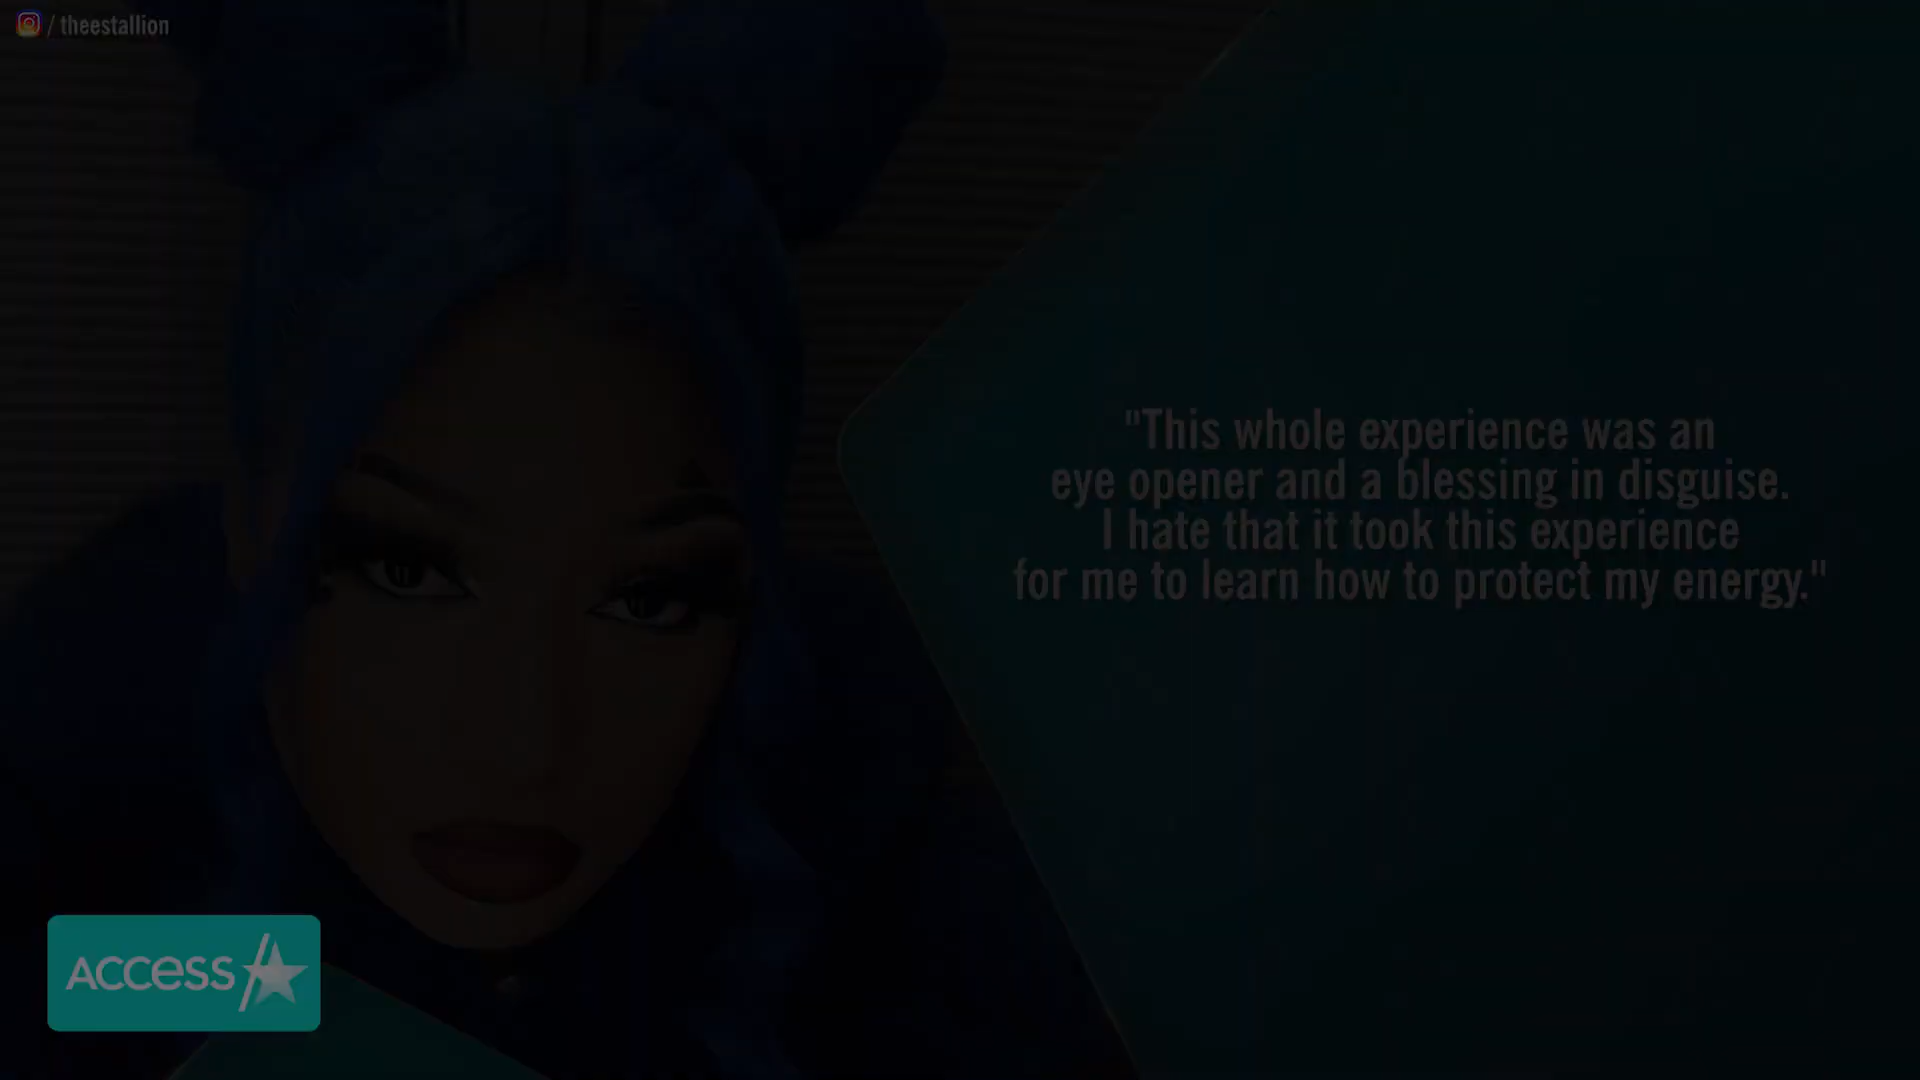 / theestallion
"This whole experience was an
eye opener and a blessing in disguise.
I hate that it took this experience
for me to learn how to protect my energy."
ACCESS